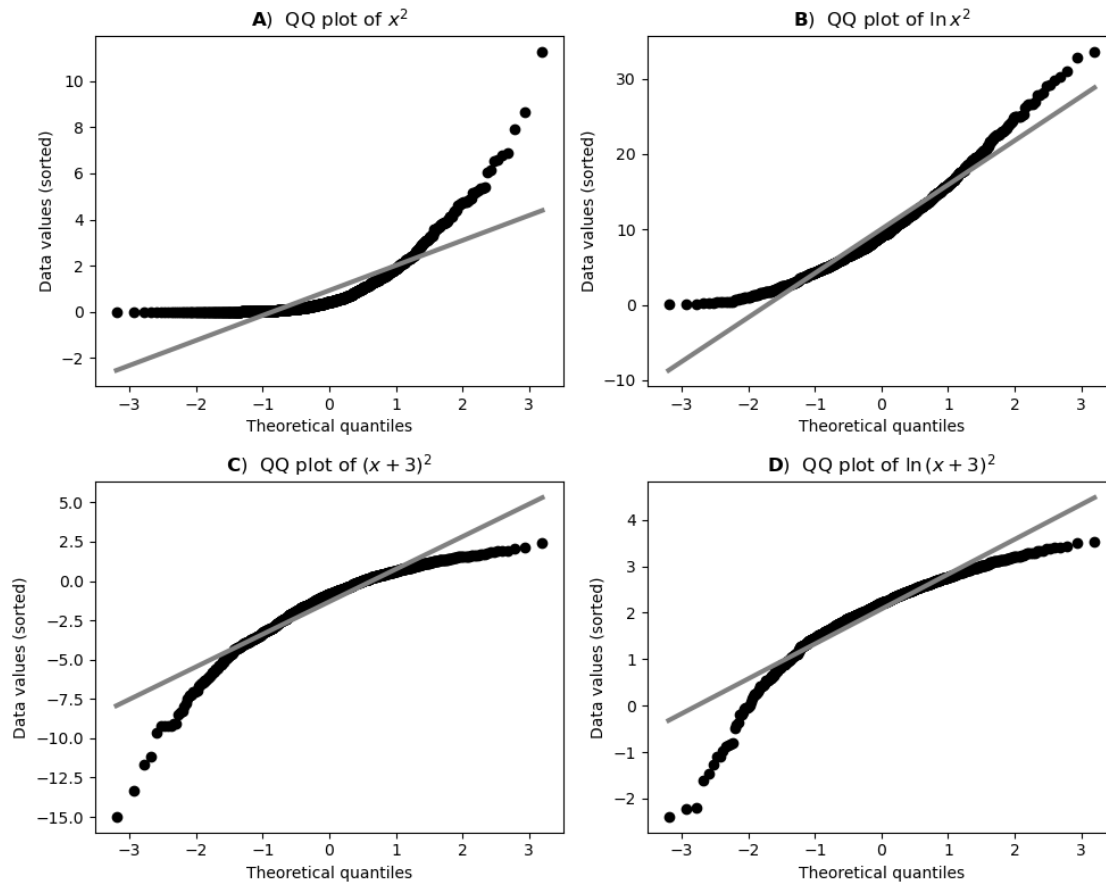 A) QQ plot of x²
Data values (sorted)
10
8
6
4
2
0
−2
−3 −2 −1 0 1 2 3
Theoretical quantiles
B) QQ plot of ln x²
Data values (sorted)
30
20
10
0
−10
−3 −2 −1 0 1 2 3
Theoretical quantiles
C) QQ plot of (x + 3)²
Data values (sorted)
5.0
2.5
0.0
−2.5
−5.0
−7.5
−10.0
−12.5
−15.0
−3 −2 −1 0 1 2 3
Theoretical quantiles
D) QQ plot of ln (x + 3)²
Data values (sorted)
4
3
2
1
0
−1
−2
−3 −2 −1 0 1 2 3
Theoretical quantiles